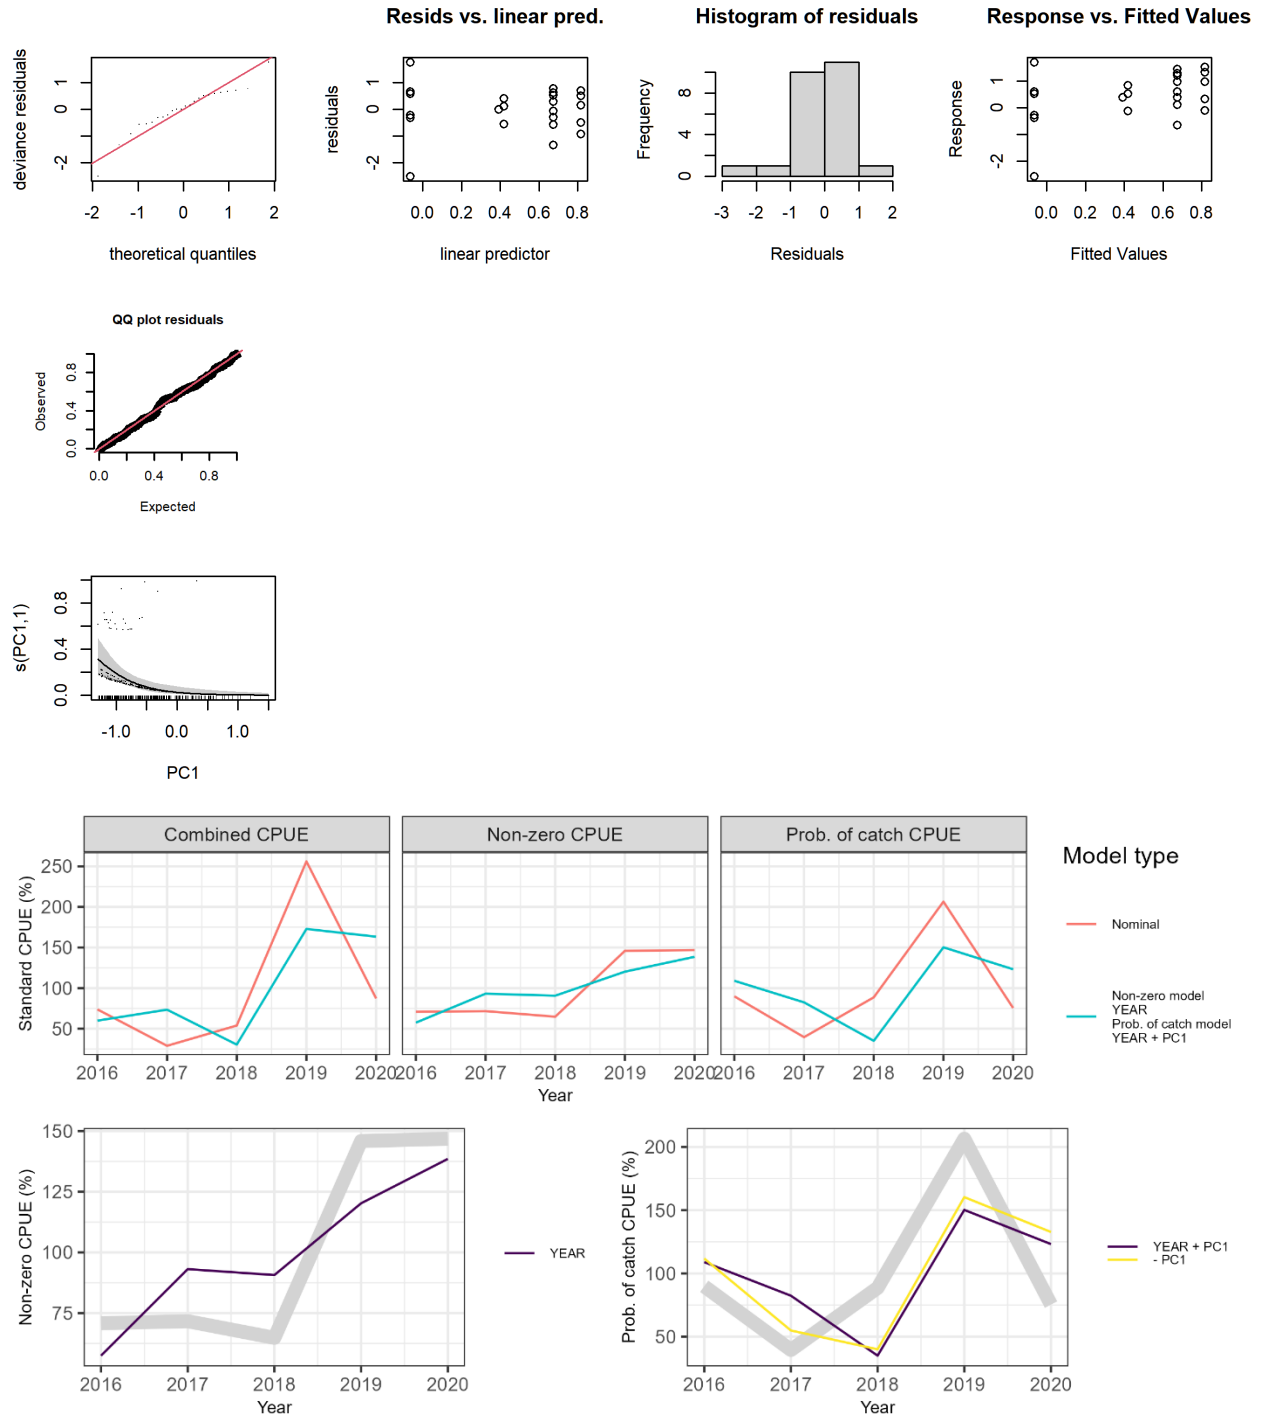 Resids vs. linear pred.
Histogram of residuals
Response vs. Fitted Values
deviance residuals
1
0
-2
-2 -1 0 1 2
theoretical quantiles
residuals
1
0
-2
0.0 0.2 0.4 0.6 0.8
linear predictor
Frequency
8
4
0
-3 -2 -1 0 1 2
Residuals
Response
1
0
-2
0.0 0.2 0.4 0.6 0.8
Fitted Values
QQ plot residuals
Observed
0.8
0.4
0.0
0.0 0.4 0.8
Expected
s(PC1,1)
0.8
0.4
0.0
-1.0 0.0 1.0
PC1
Combined CPUE
Non-zero CPUE
Prob. of catch CPUE
Standard CPUE (%)
250
200
150
100
50
2016 2017 2018 2019 2020
2016 2017 2018 2019 2020
2016 2017 2018 2019 2020
Year
Model type
Nominal
Non-zero model
YEAR
Prob. of catch model
YEAR + PC1
Non-zero CPUE (%)
150
125
100
75
2016 2017 2018 2019 2020
Year
YEAR
Prob. of catch CPUE (%)
200
150
100
50
2016 2017 2018 2019 2020
Year
YEAR + PC1
- PC1